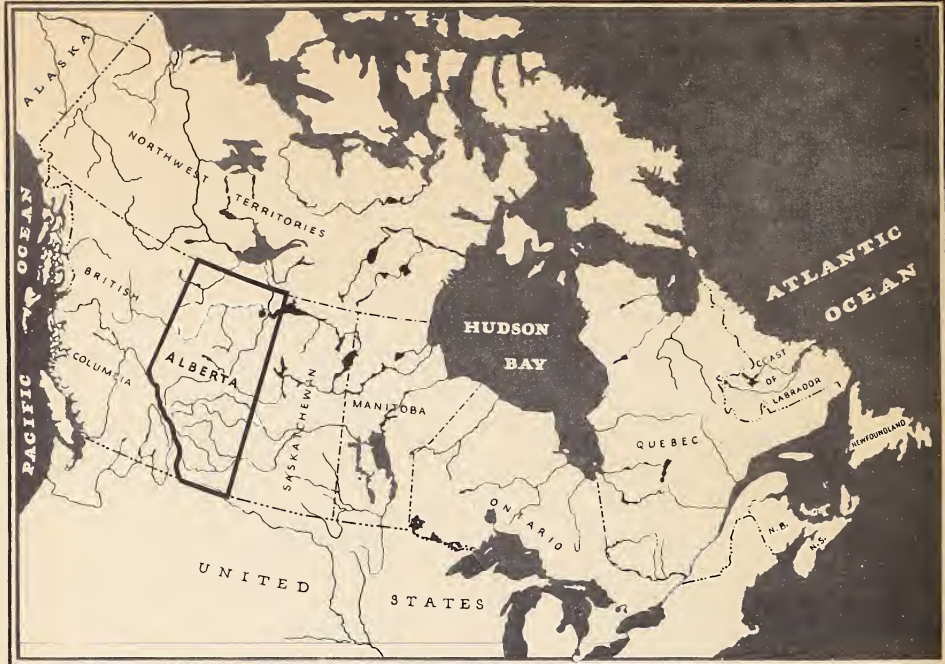 ALASKA
NORTHWEST
TERRITORIES
PACIFIC OCEAN
BRITISH
COLUMBIA
ALBERTA
SASKATCHEWAN
MANITOBA
HUDSON
BAY
ATLANTIC
OCEAN
COAST
OF
LABRADOR
NEWFOUNDLAND
QUEBEC
ONTARIO
N.B.
N.S.
UNITED STATES